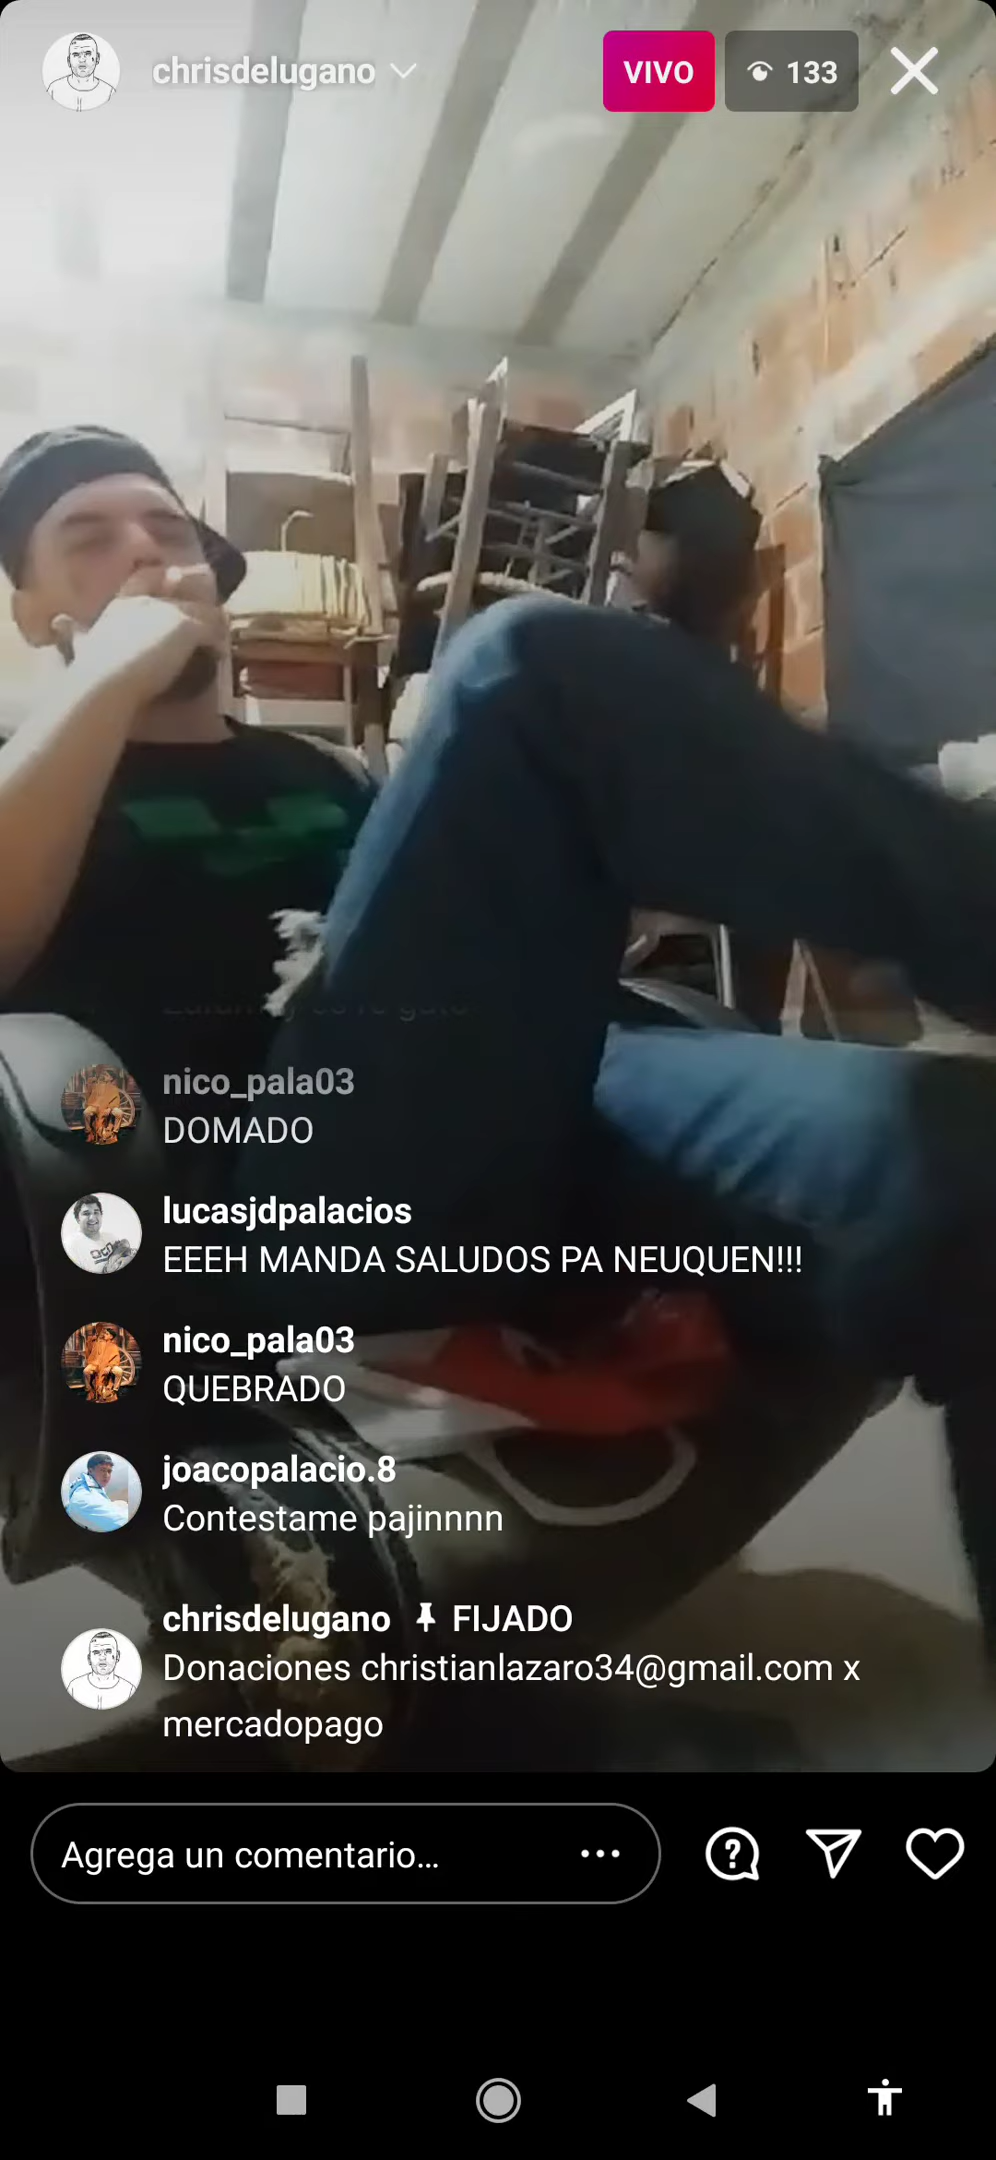 chrisdelugano
VIVO
133
nico_pala03
DOMADO
lucasjdpalacios
EEEH MANDA SALUDOS PA NEUQUEN!!!
nico_pala03
QUEBRADO
joacopalacio.8
Contestame pajinnnn
chrisdelugano FIJADO
Donaciones christianlazaro34@gmail.com x
mercadopago
Agrega un comentario...